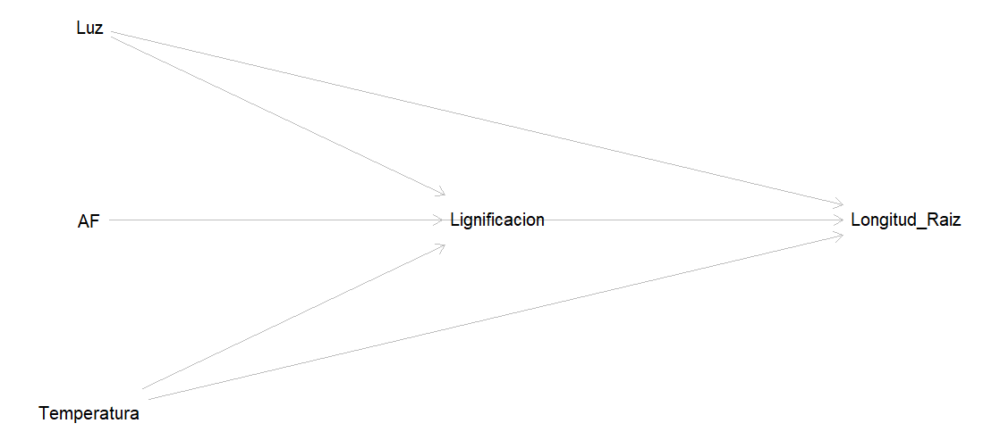 Luz
AF
Lignificacion
Longitud_Raiz
Temperatura